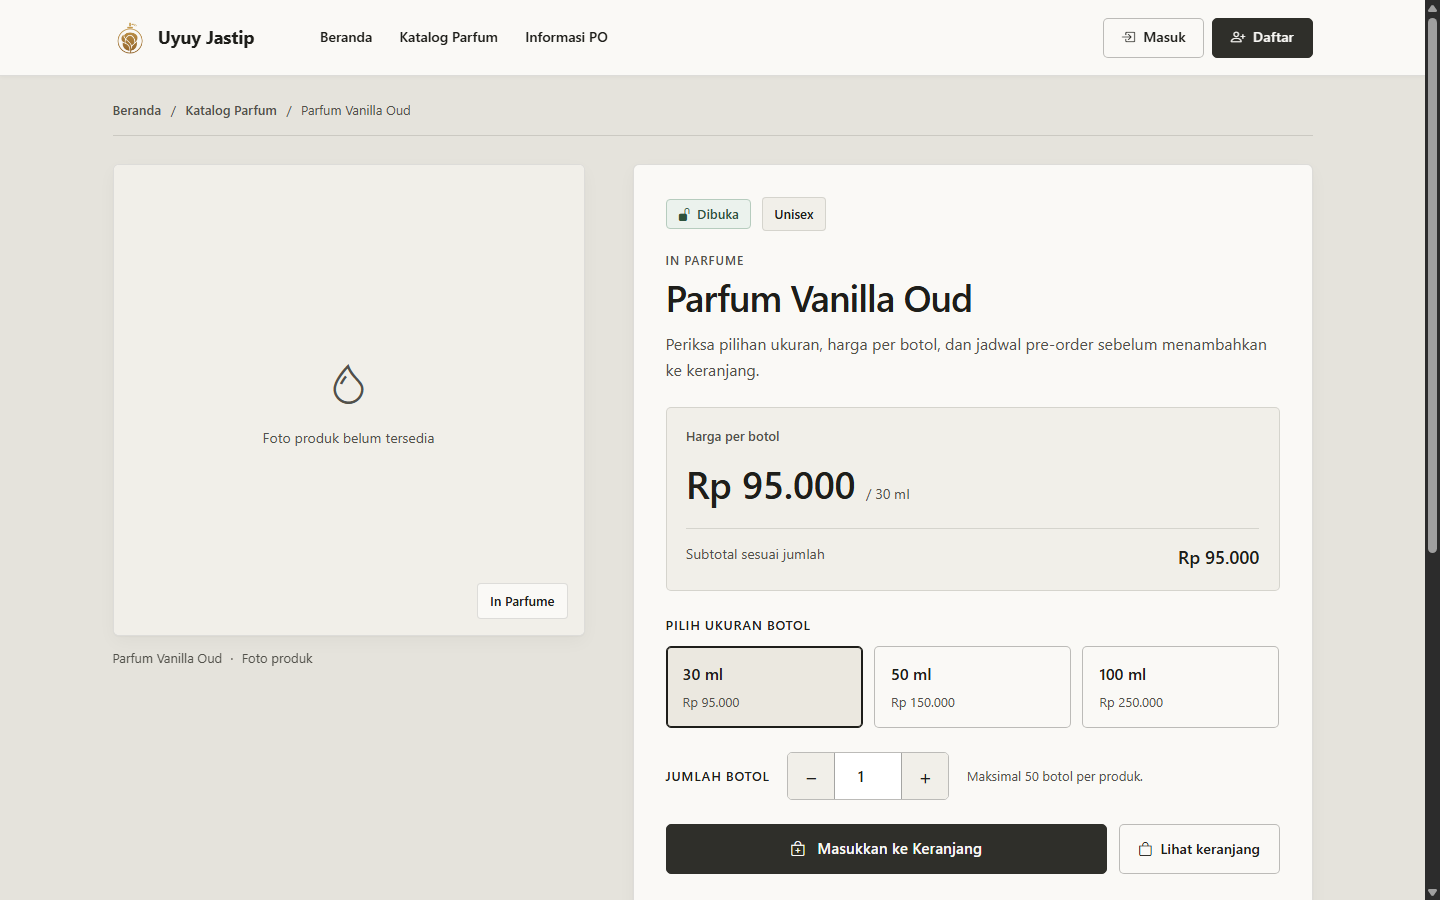 Uyuy Jastip
Beranda
Katalog Parfum
Informasi PO
Masuk
Daftar
Beranda / Katalog Parfum / Parfum Vanilla Oud
Foto produk belum tersedia
In Parfume
Parfum Vanilla Oud · Foto produk
Dibuka
Unisex
IN PARFUME
Parfum Vanilla Oud
Periksa pilihan ukuran, harga per botol, dan jadwal pre-order sebelum menambahkan
ke keranjang.
Harga per botol
Rp 95.000 / 30 ml
Subtotal sesuai jumlah Rp 95.000
PILIH UKURAN BOTOL
30 ml
Rp 95.000
50 ml
Rp 150.000
100 ml
Rp 250.000
JUMLAH BOTOL − 1 + Maksimal 50 botol per produk.
Masukkan ke Keranjang
Lihat keranjang